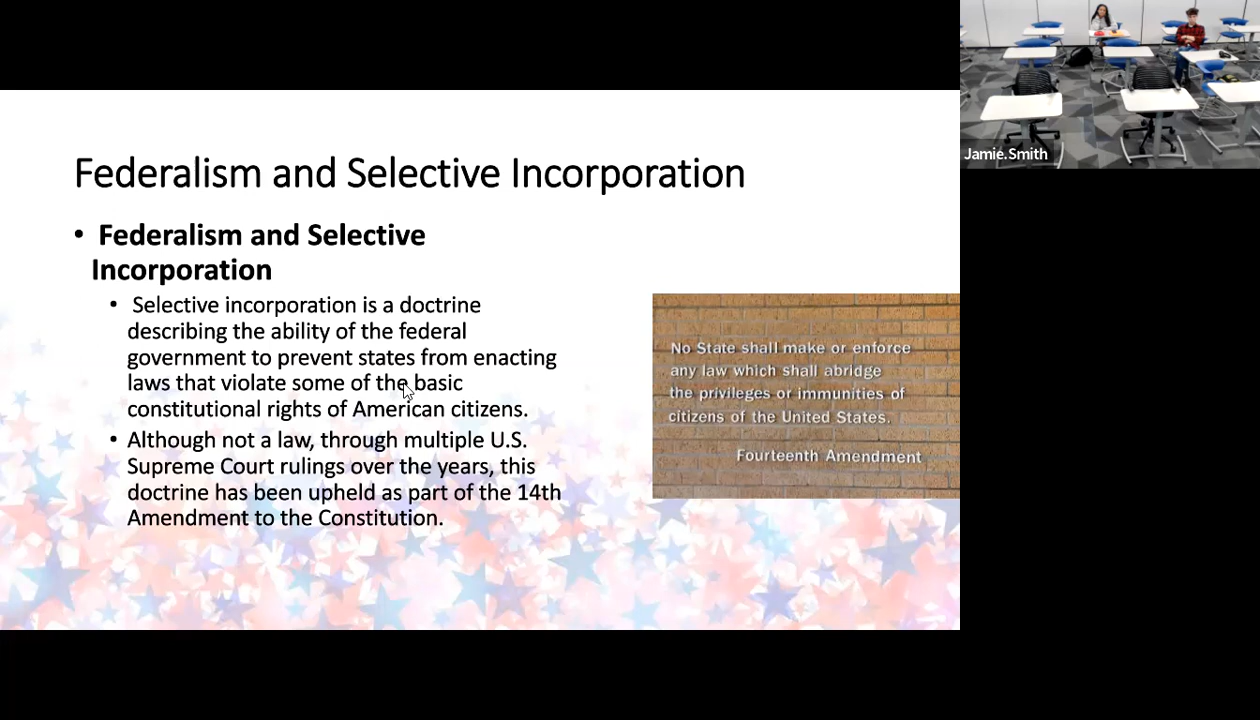 Federalism and Selective Incorporation
• Federalism and Selective
Incorporation
• Selective incorporation is a doctrine
describing the ability of the federal
government to prevent states from enacting
laws that violate some of the basic
constitutional rights of American citizens.
• Although not a law, through multiple U.S.
Supreme Court rulings over the years, this
doctrine has been upheld as part of the 14th
Amendment to the Constitution.
No State shall make or enforce
any law which shall abridge
the privileges or immunities of
citizens of the United States.
Fourteenth Amendment
Jamie.Smith